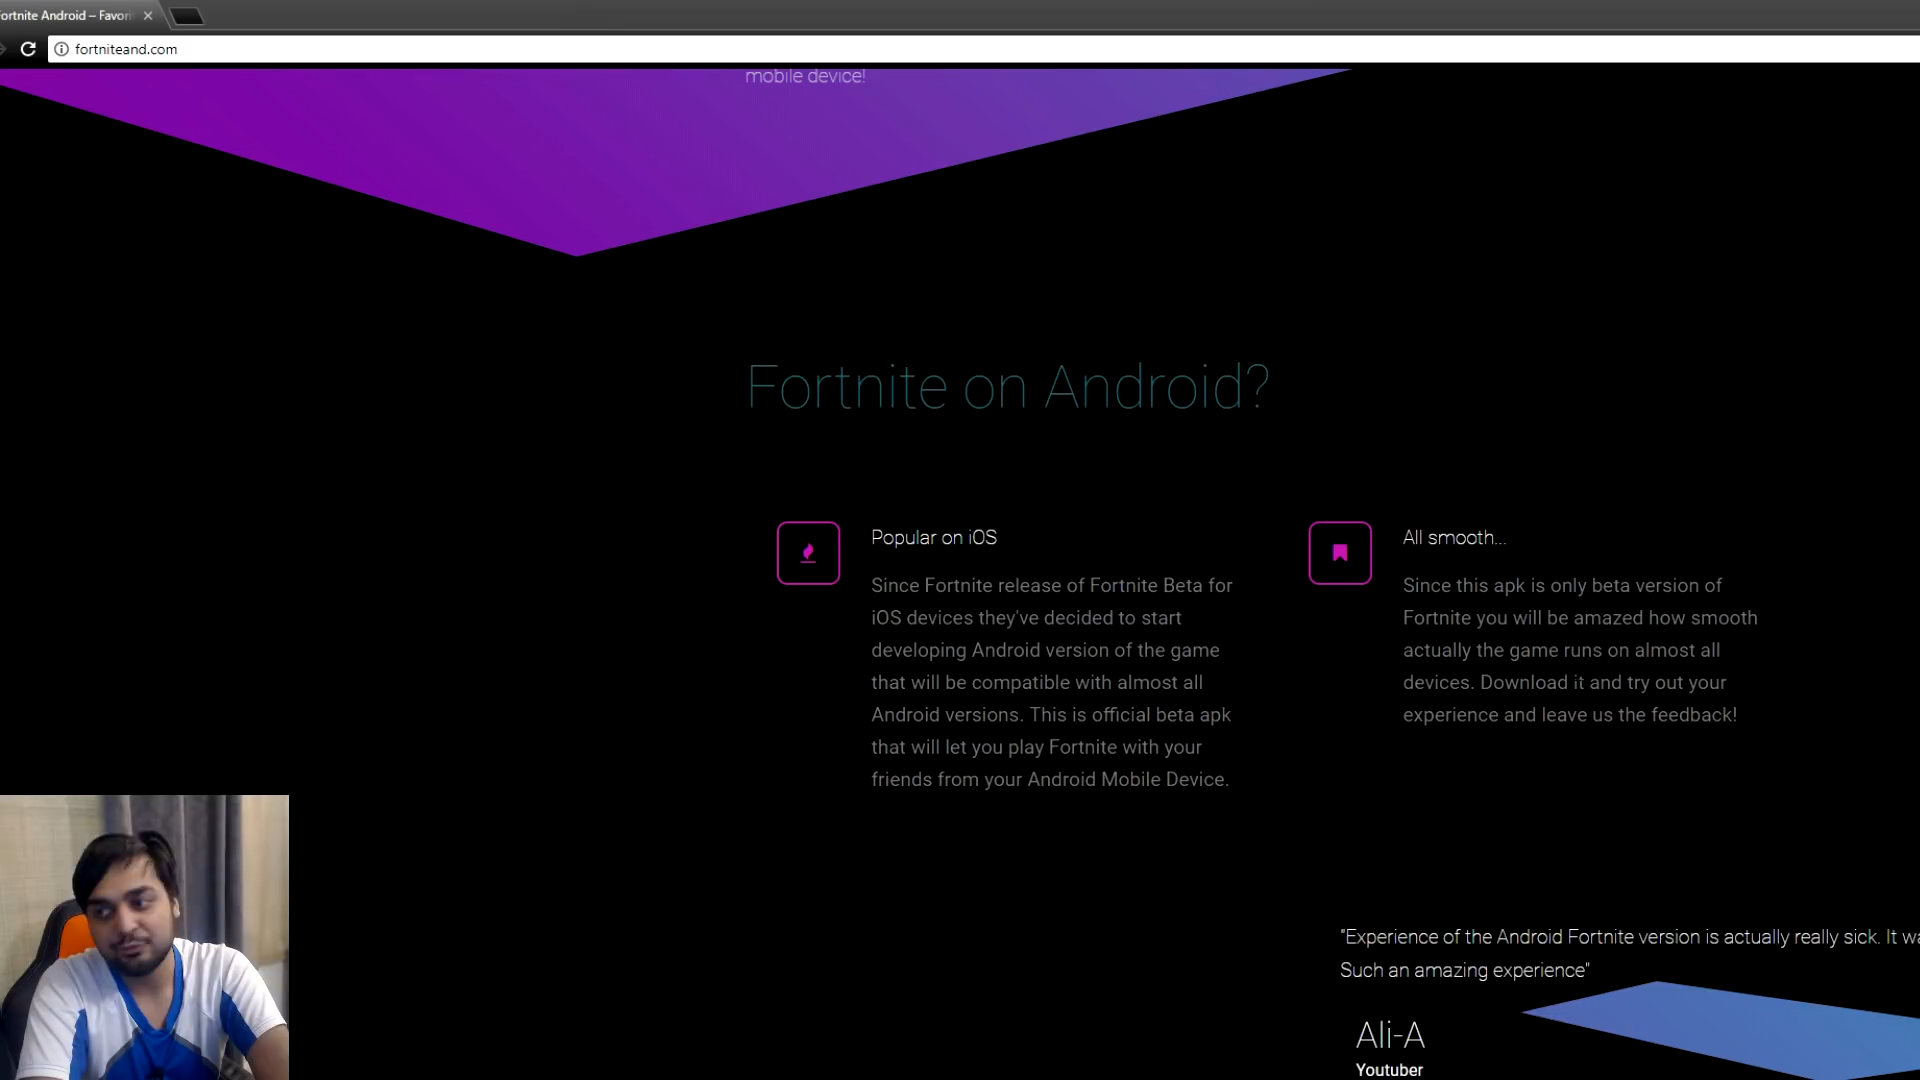 ortnite Android – Favori
fortniteand.com
mobile device!
Fortnite on Android?
Popular on iOS
Since Fortnite release of Fortnite Beta for
iOS devices they've decided to start
developing Android version of the game
that will be compatible with almost all
Android versions. This is official beta apk
that will let you play Fortnite with your
friends from your Android Mobile Device.
All smooth...
Since this apk is only beta version of
Fortnite you will be amazed how smooth
actually the game runs on almost all
devices. Download it and try out your
experience and leave us the feedback!
"Experience of the Android Fortnite version is actually really sick. It wa
Such an amazing experience"
Ali-A
Youtuber